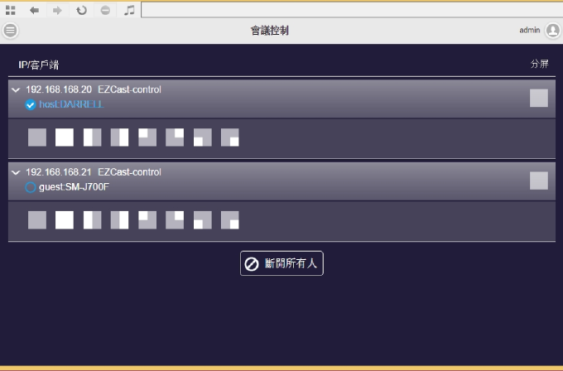 會議控制
admin
IP/客戶端
分屏
192.168.168.20 EZCast-control
host:DARRELL
192.168.168.21 EZCast-control
guest:SM-J700F
斷開所有人